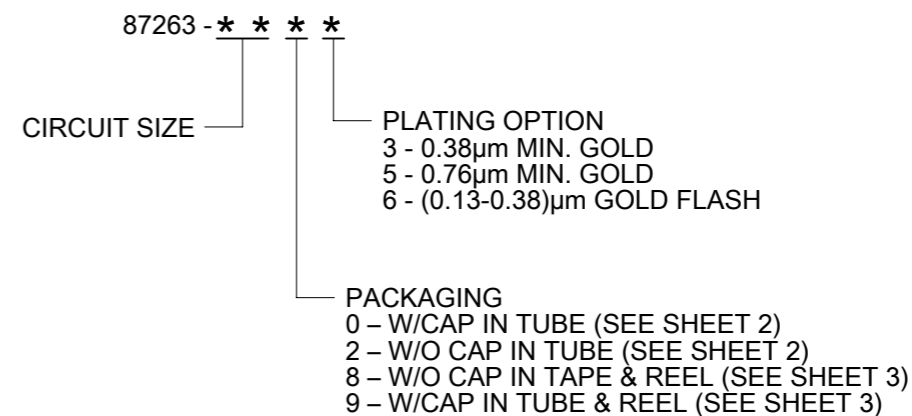 87263 - * * * *
CIRCUIT SIZE
PLATING OPTION
3 - 0.38µm MIN. GOLD
5 - 0.76µm MIN. GOLD
6 - (0.13-0.38)µm GOLD FLASH
PACKAGING
0 – W/CAP IN TUBE (SEE SHEET 2)
2 – W/O CAP IN TUBE (SEE SHEET 2)
8 – W/O CAP IN TAPE & REEL (SEE SHEET 3)
9 – W/CAP IN TUBE & REEL (SEE SHEET 3)